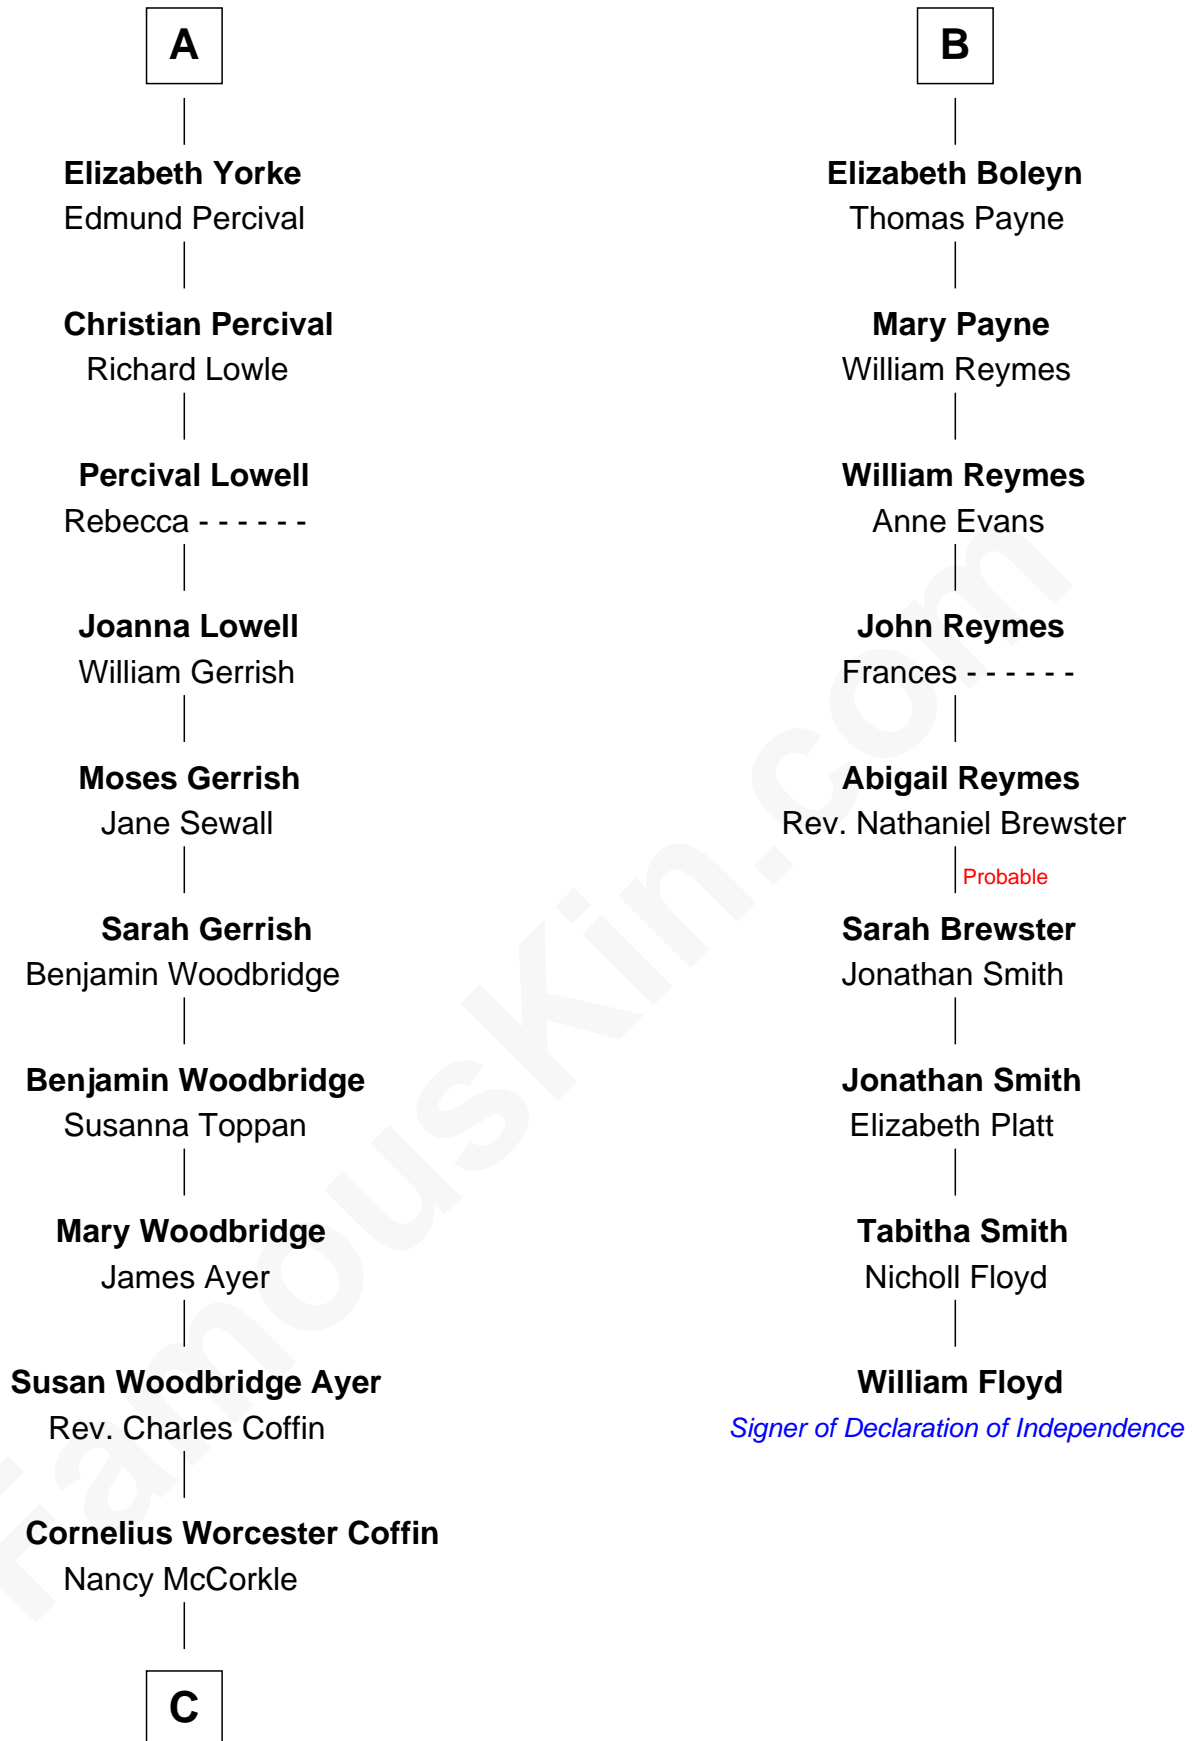 A
Elizabeth Yorke
Edmund Percival
Christian Percival
Richard Lowle
Percival Lowell
Rebecca - - - - - -
Joanna Lowell
William Gerrish
Moses Gerrish
Jane Sewall
Sarah Gerrish
Benjamin Woodbridge
Benjamin Woodbridge
Susanna Toppan
Mary Woodbridge
James Ayer
Susan Woodbridge Ayer
Rev. Charles Coffin
Cornelius Worcester Coffin
Nancy McCorkle
C
B
Elizabeth Boleyn
Thomas Payne
Mary Payne
William Reymes
William Reymes
Anne Evans
John Reymes
Frances - - - - - -
Abigail Reymes
Rev. Nathaniel Brewster
Probable
Sarah Brewster
Jonathan Smith
Jonathan Smith
Elizabeth Platt
Tabitha Smith
Nicholl Floyd
William Floyd
Signer of Declaration of Independence
FamousKin.com